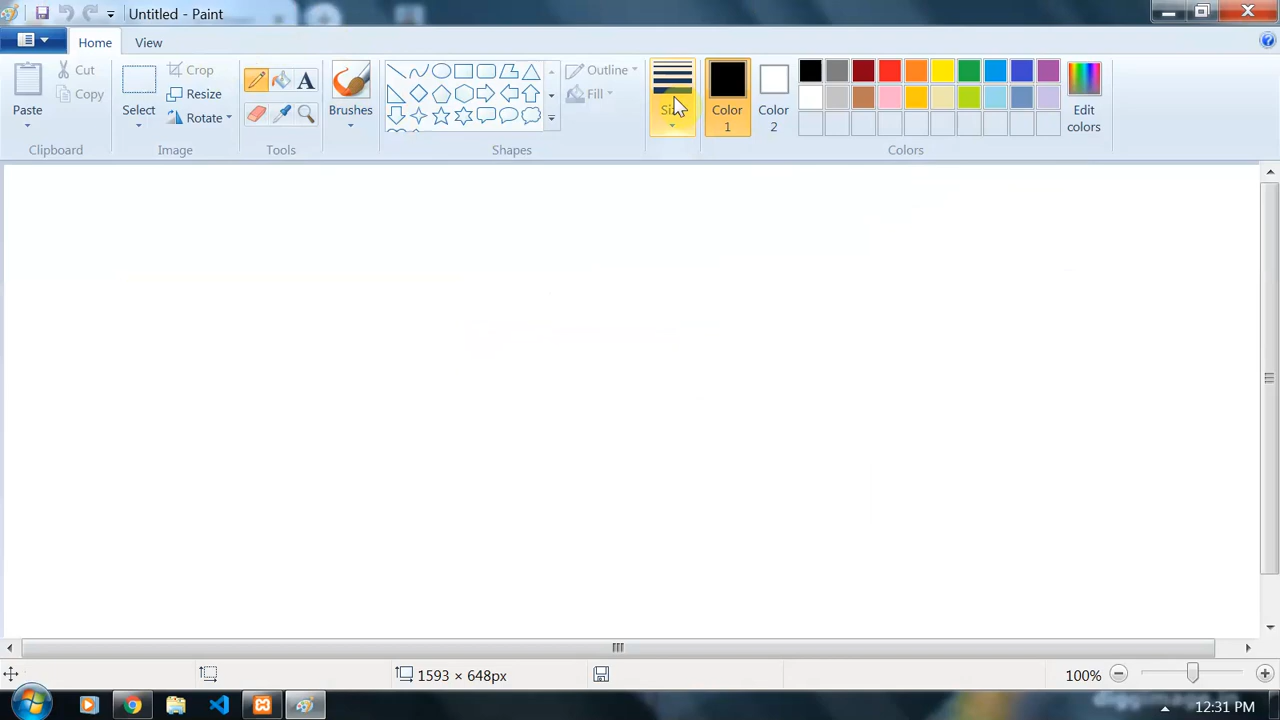 Untitled - Paint
Home View
Paste
Cut
Copy
Clipboard
Select
Crop
Resize
Rotate
Image
A
Tools
Brushes
Shapes
Outline
Fill
Color 1
Color 2
Edit colors
Colors
1593 × 648px
100%
12:31 PM